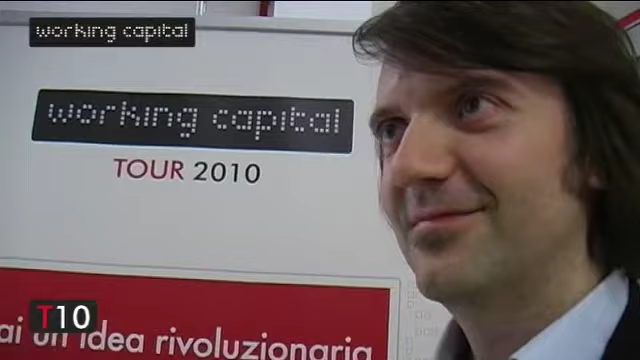 working capital
working capital
TOUR 2010
ai un idea rivoluzionaria
T10